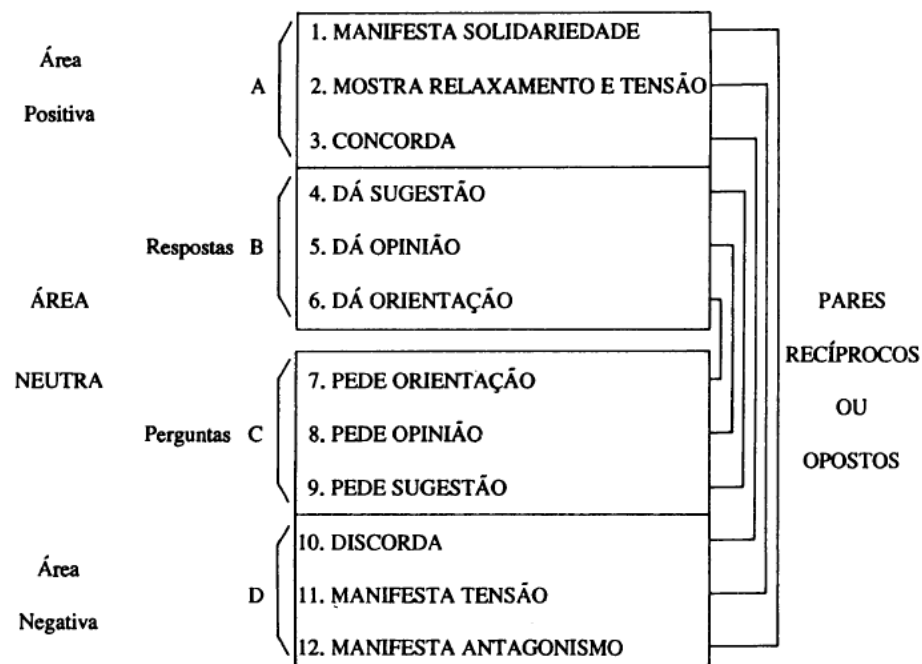 1. MANIFESTA SOLIDARIEDADE
Área
A
2. MOSTRA RELAXAMENTO E TENSÃO
Positiva
3. CONCORDA
4. DÁ SUGESTÃO
Respostas B
5. DÁ OPINIÃO
ÁREA
6. DÁ ORIENTAÇÃO
PARES
RECÍPROCOS
NEUTRA
7. PEDE ORIENTAÇÃO
OU
Perguntas C
8. PEDE OPINIÃO
OPOSTOS
9. PEDE SUGESTÃO
10. DISCORDA
Área
D
11. MANIFESTA TENSÃO
Negativa
12. MANIFESTA ANTAGONISMO